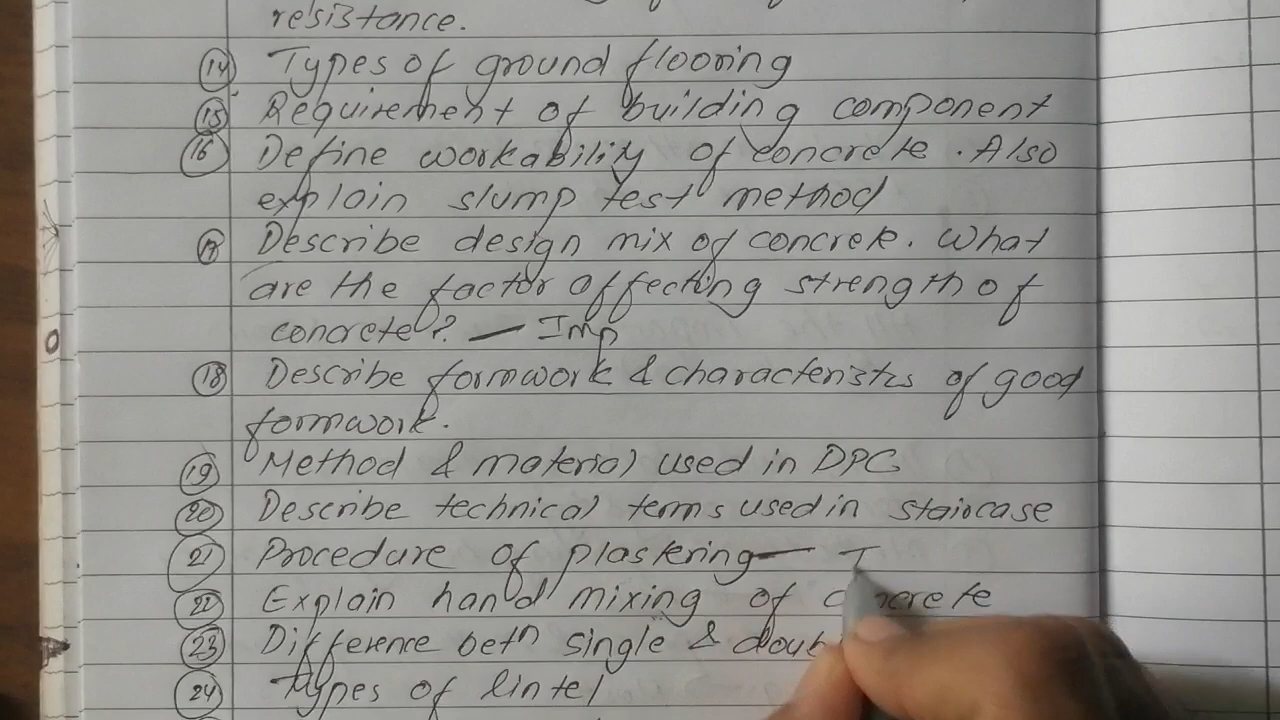 resistance.
14 Types of ground flooring
15 Requirement of building component
16 Define workability of concrete. Also
explain slump test method
17 Describe design mix of concrete. What
are the factor affecting strength of
concrete? — Imp
18 Describe formwork & characteristics of good
formwork.
19 Method & material used in DPC
20 Describe technical terms used in staircase
21 Procedure of plastering — I
22 Explain hand mixing of concrete
23 Difference betn single &
24 Types of lintel